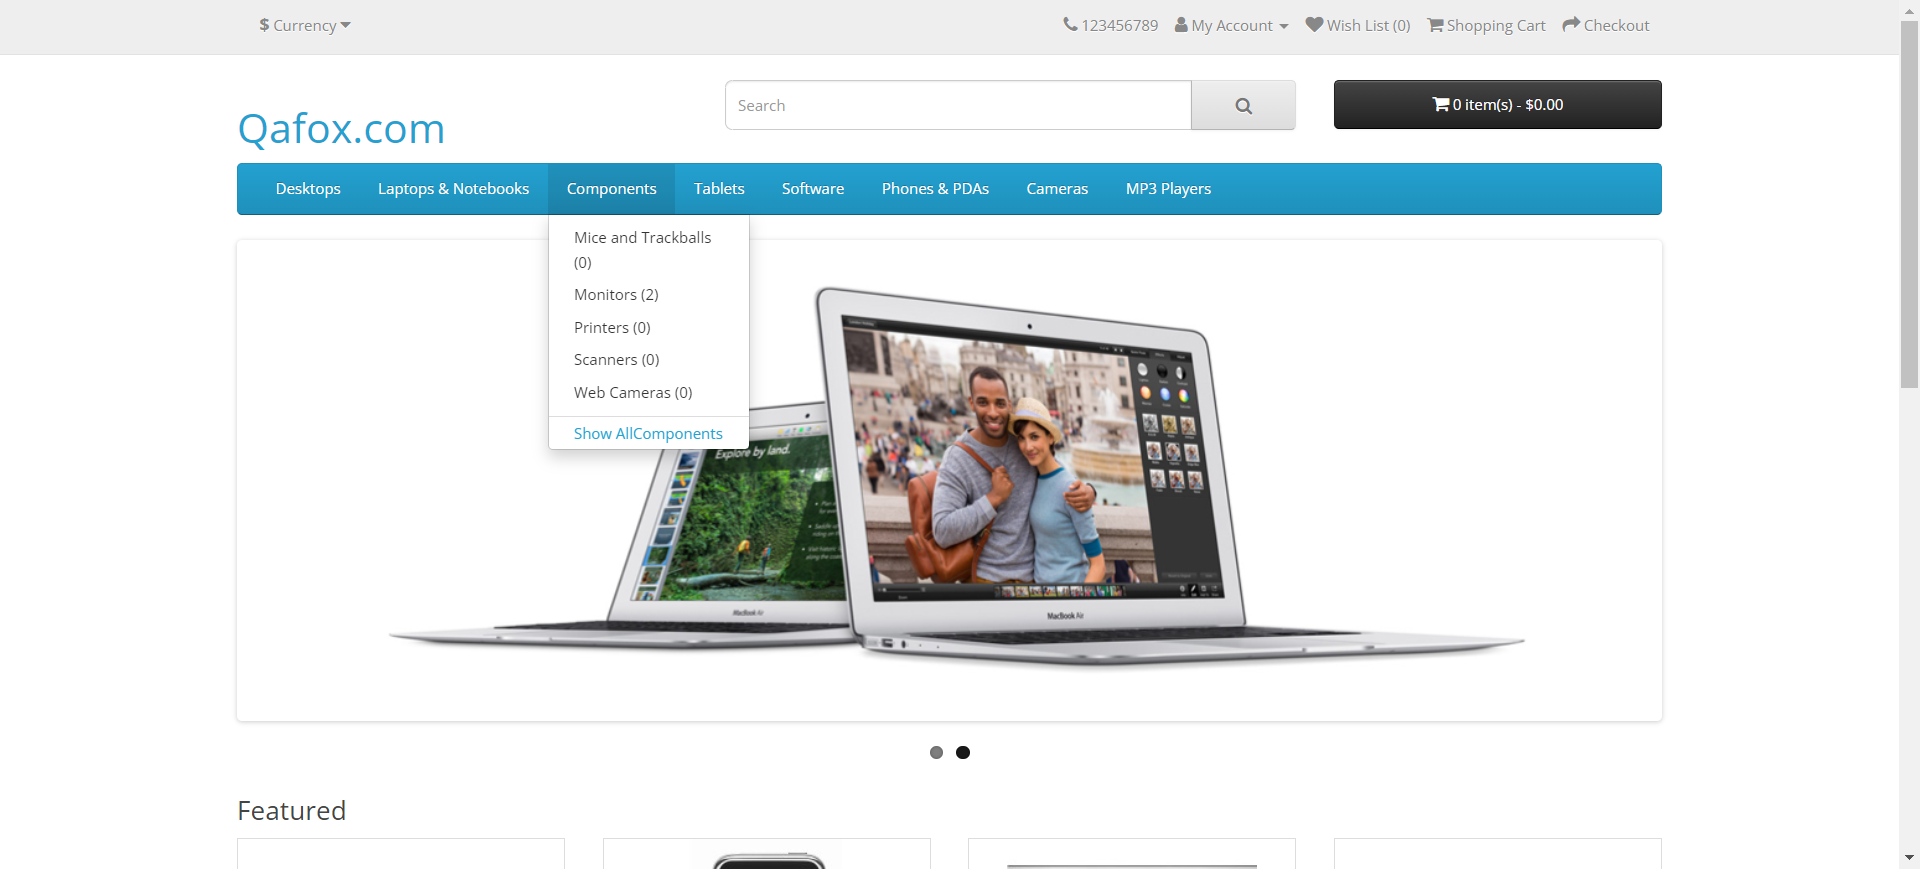 $ Currency
123456789 My Account Wish List (0) Shopping Cart Checkout
Search
0 item(s) - $0.00
Qafox.com
Desktops Laptops & Notebooks Components Tablets Software Phones & PDAs Cameras MP3 Players
Mice and Trackballs
(0)
Monitors (2)
Printers (0)
Scanners (0)
Web Cameras (0)
Show AllComponents
Explore by land.
MacBook Air
MacBook Air
Featured